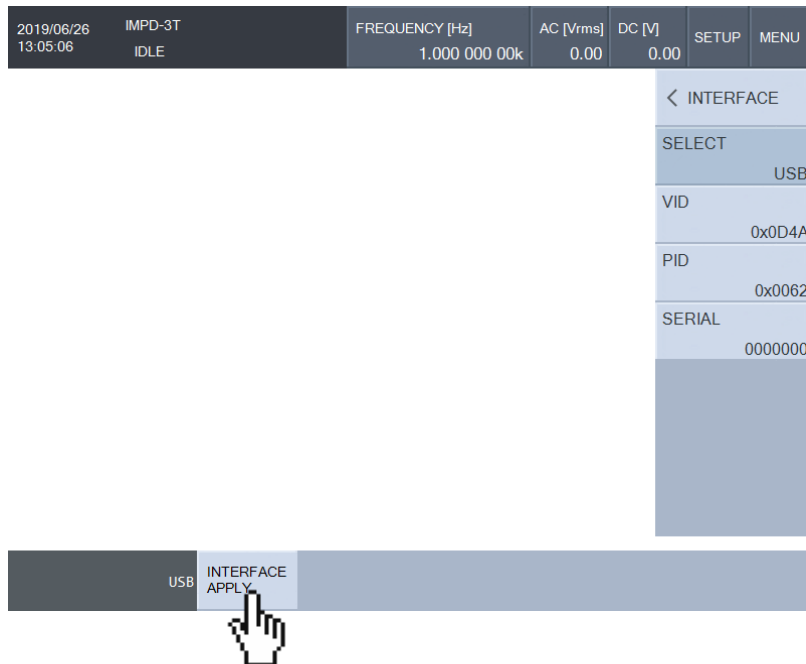 2019/06/26
13:05:06
IMPD-3T
IDLE
FREQUENCY [Hz]
1.000 000 00k
AC [Vrms]
0.00
DC [V]
0.00
SETUP
MENU
< INTERFACE
SELECT
USB
VID
0x0D4A
PID
0x0062
SERIAL
0000000
USB
INTERFACE
APPLY